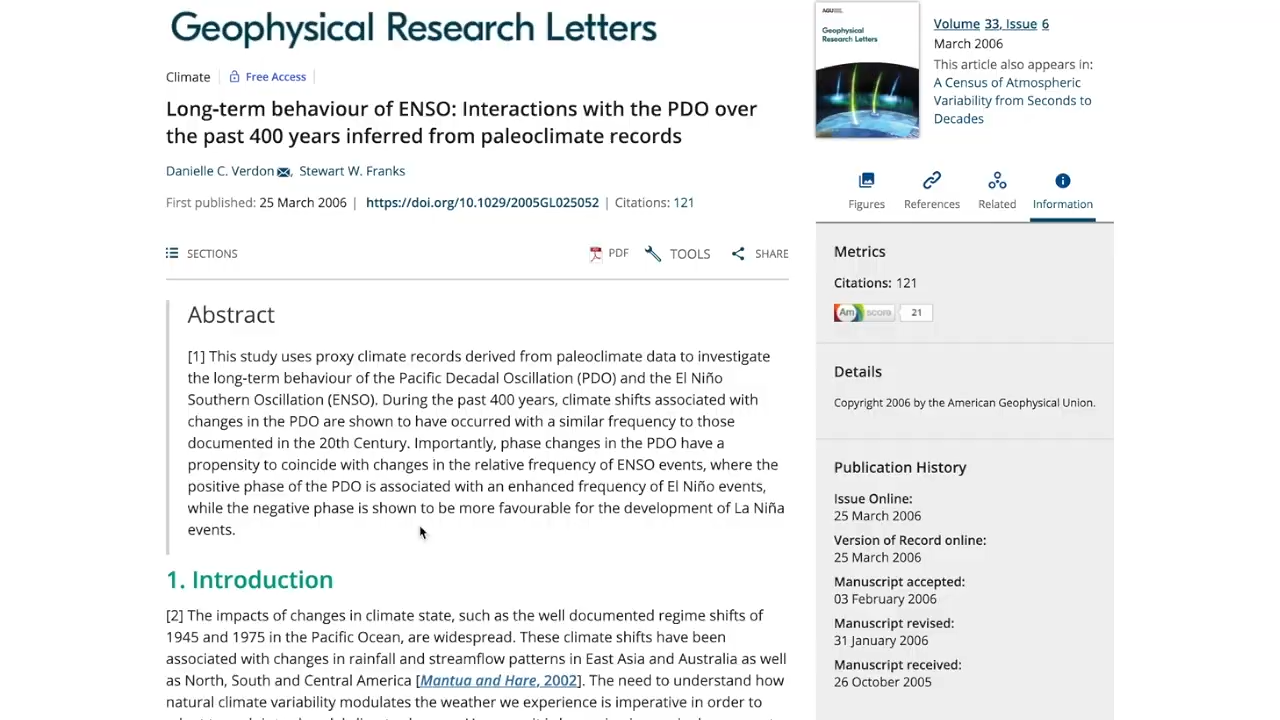 Geophysical Research Letters
Climate
Free Access
Long-term behaviour of ENSO: Interactions with the PDO over
the past 400 years inferred from paleoclimate records
Danielle C. Verdon, Stewart W. Franks
First published: 25 March 2006 | https://doi.org/10.1029/2005GL025052 | Citations: 121
SECTIONS
PDF
TOOLS
SHARE
Abstract
[1] This study uses proxy climate records derived from paleoclimate data to investigate
the long-term behaviour of the Pacific Decadal Oscillation (PDO) and the El Niño
Southern Oscillation (ENSO). During the past 400 years, climate shifts associated with
changes in the PDO are shown to have occurred with a similar frequency to those
documented in the 20th Century. Importantly, phase changes in the PDO have a
propensity to coincide with changes in the relative frequency of ENSO events, where the
positive phase of the PDO is associated with an enhanced frequency of El Niño events,
while the negative phase is shown to be more favourable for the development of La Niña
events.
1. Introduction
[2] The impacts of changes in climate state, such as the well documented regime shifts of
1945 and 1975 in the Pacific Ocean, are widespread. These climate shifts have been
associated with changes in rainfall and streamflow patterns in East Asia and Australia as well
as North, South and Central America [Mantua and Hare, 2002]. The need to understand how
natural climate variability modulates the weather we experience is imperative in order to
AGU
Geophysical
Research Letters
Volume 33, Issue 6
March 2006
This article also appears in:
A Census of Atmospheric
Variability from Seconds to
Decades
Figures
References
Related
Information
Metrics
Citations: 121
Am score 21
Details
Copyright 2006 by the American Geophysical Union.
Publication History
Issue Online:
25 March 2006
Version of Record online:
25 March 2006
Manuscript accepted:
03 February 2006
Manuscript revised:
31 January 2006
Manuscript received:
26 October 2005